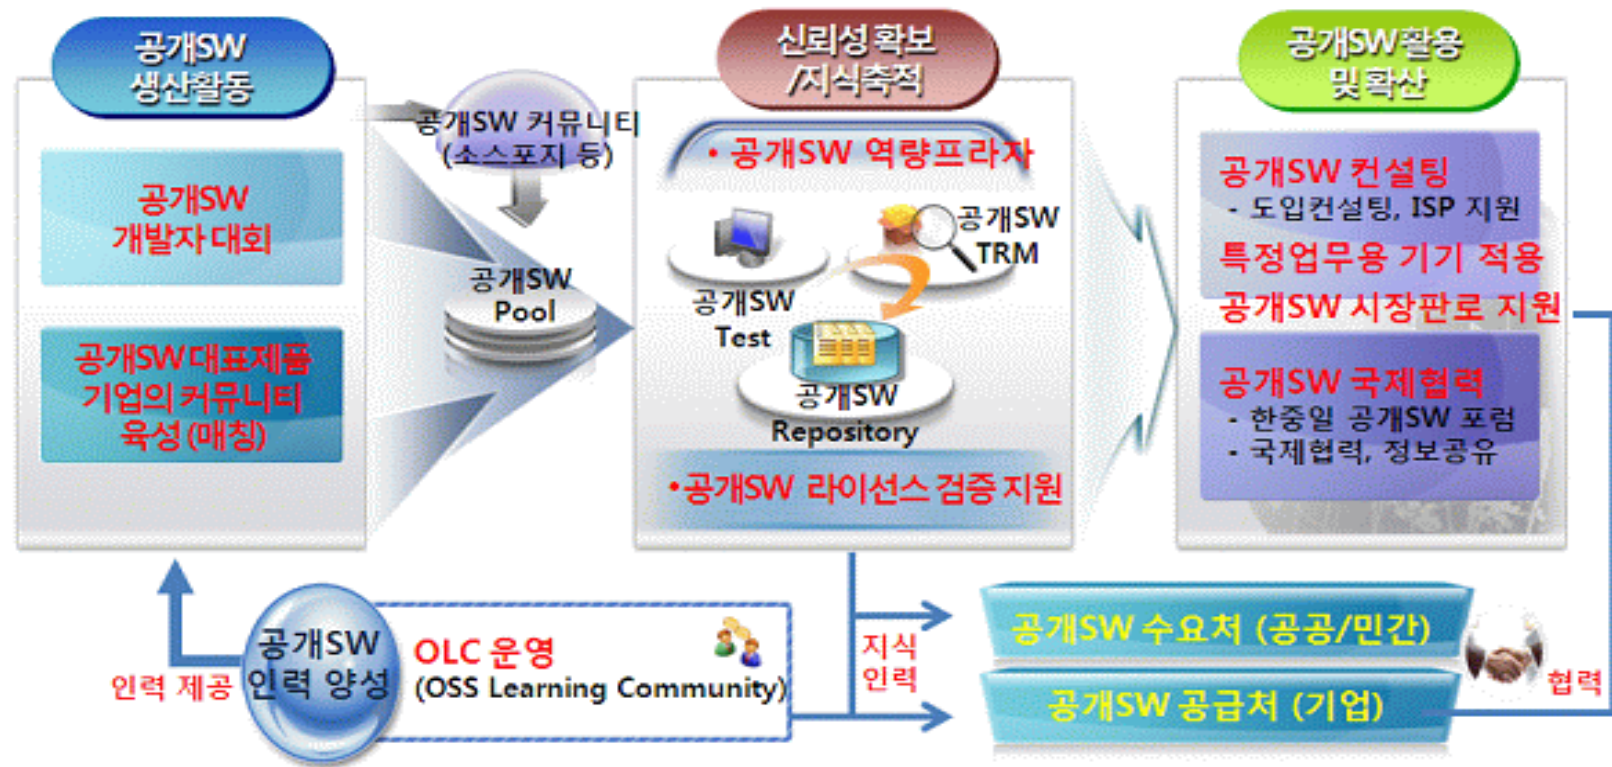 공개SW
생산활동
공개SW
개발자 대회
공개SW 대표제품
기업의 커뮤니티
육성 (매칭)
공개SW 커뮤니티
(소스포지 등)
공개SW
Pool
신뢰성 확보
/지식축적
• 공개SW 역량프라자
공개SW
Test
공개SW
TRM
공개SW
Repository
•공개SW 라이선스 검증 지원
공개SW 활용
및 확산
공개SW 컨설팅
- 도입컨설팅, ISP 지원
특정업무용 기기 적용
공개SW 시장판로 지원
공개SW 국제협력
- 한중일 공개SW 포럼
- 국제협력, 정보공유
인력 제공
공개SW
인력 양성
OLC 운영
(OSS Learning Community)
지식
인력
공개SW 수요처 (공공/민간)
공개SW 공급처 (기업)
협력